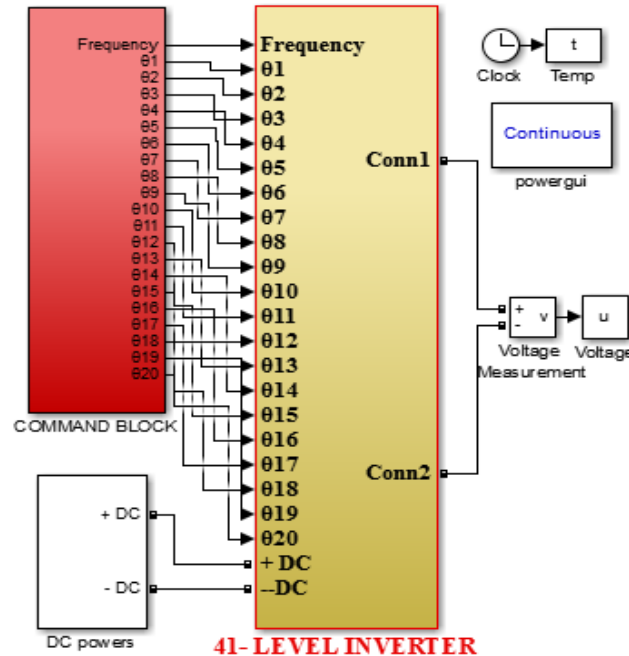 Frequency
θ1
θ2
θ3
θ4
θ5
θ6
θ7
θ8
θ9
θ10
θ11
θ12
θ13
θ14
θ15
θ16
θ17
θ18
θ19
θ20
COMMAND BLOCK
Frequency
θ1
θ2
θ3
θ4
θ5
θ6
θ7
θ8
θ9
θ10
θ11
θ12
θ13
θ14
θ15
θ16
θ17
θ18
θ19
θ20
+ DC
--DC
Conn1
Conn2
41- LEVEL INVERTER
+ DC
- DC
DC powers
Clock
t
Temp
Continuous
powergui
+
-
v
Voltage
Measurement
u
Voltage